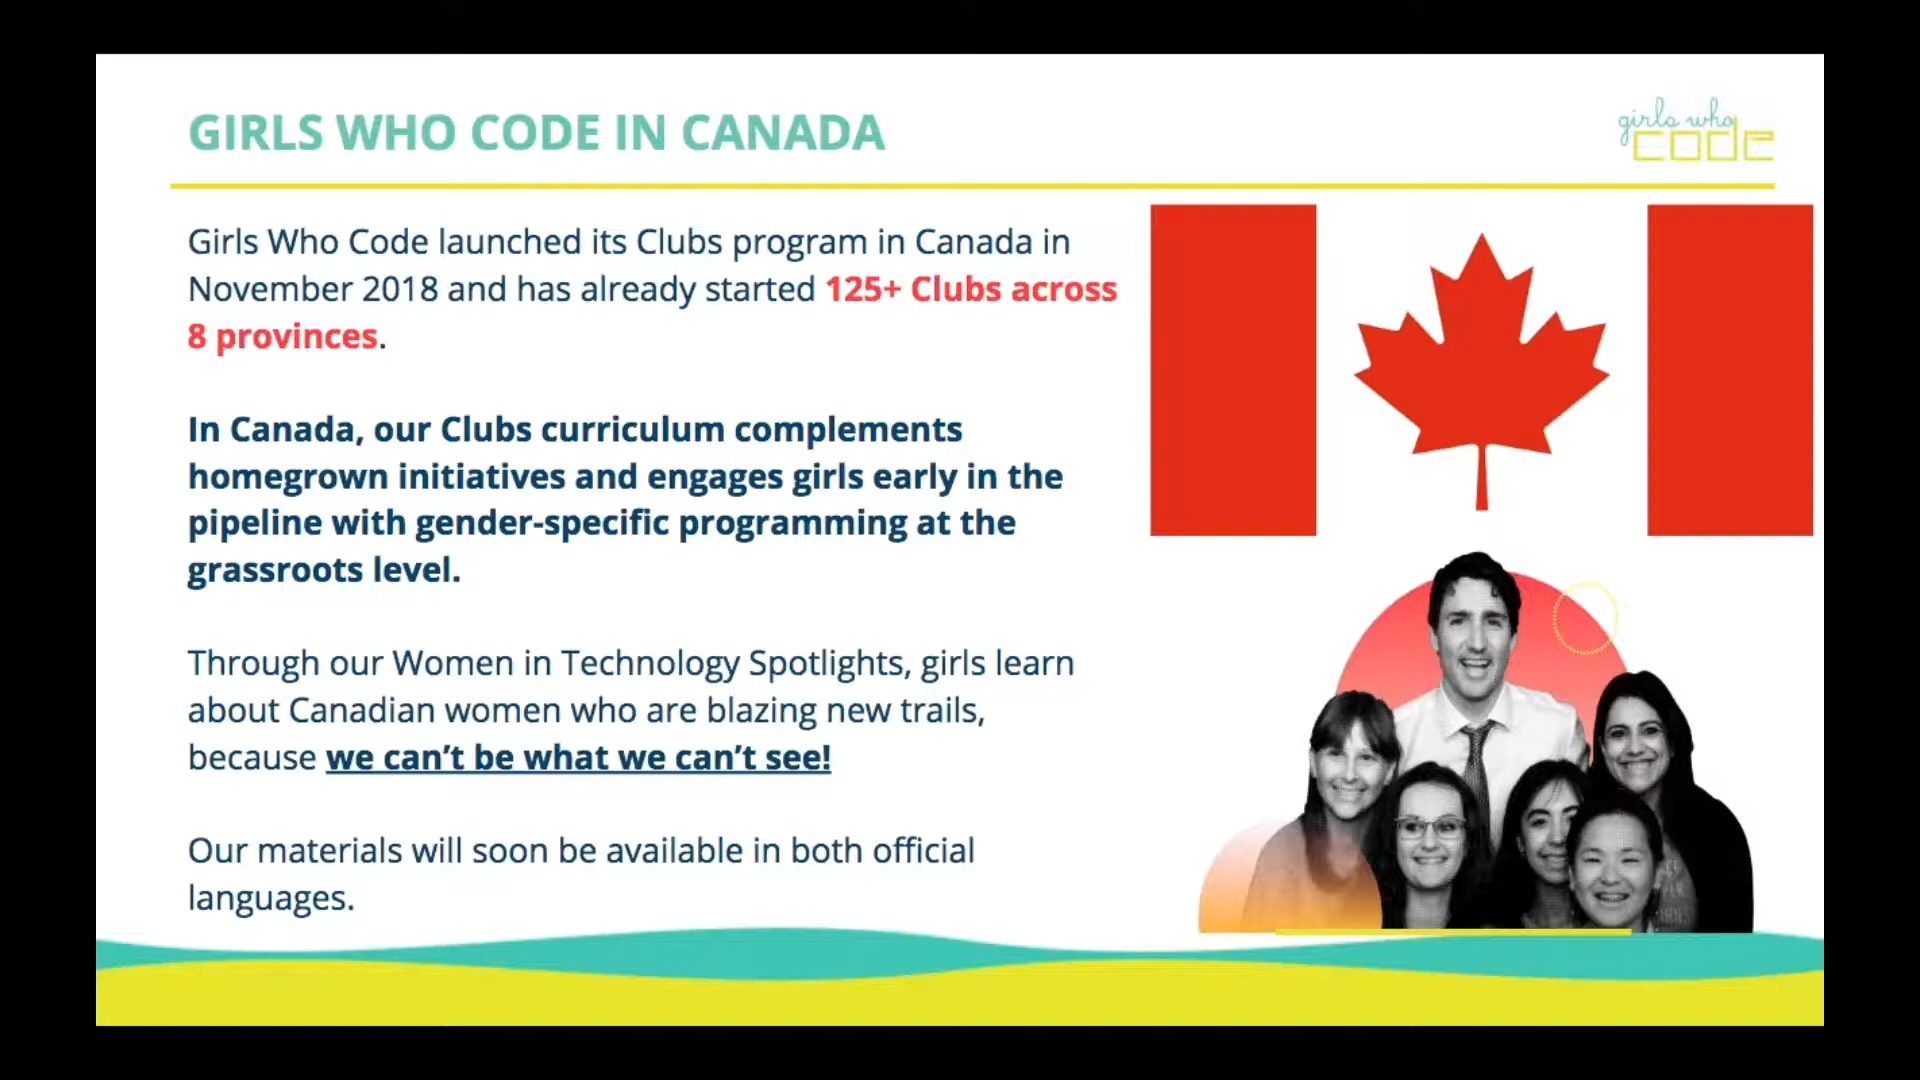 GIRLS WHO CODE IN CANADA
girls who
code
Girls Who Code launched its Clubs program in Canada in
November 2018 and has already started 125+ Clubs across
8 provinces.
In Canada, our Clubs curriculum complements
homegrown initiatives and engages girls early in the
pipeline with gender-specific programming at the
grassroots level.
Through our Women in Technology Spotlights, girls learn
about Canadian women who are blazing new trails,
because we can’t be what we can’t see!
Our materials will soon be available in both official
languages.